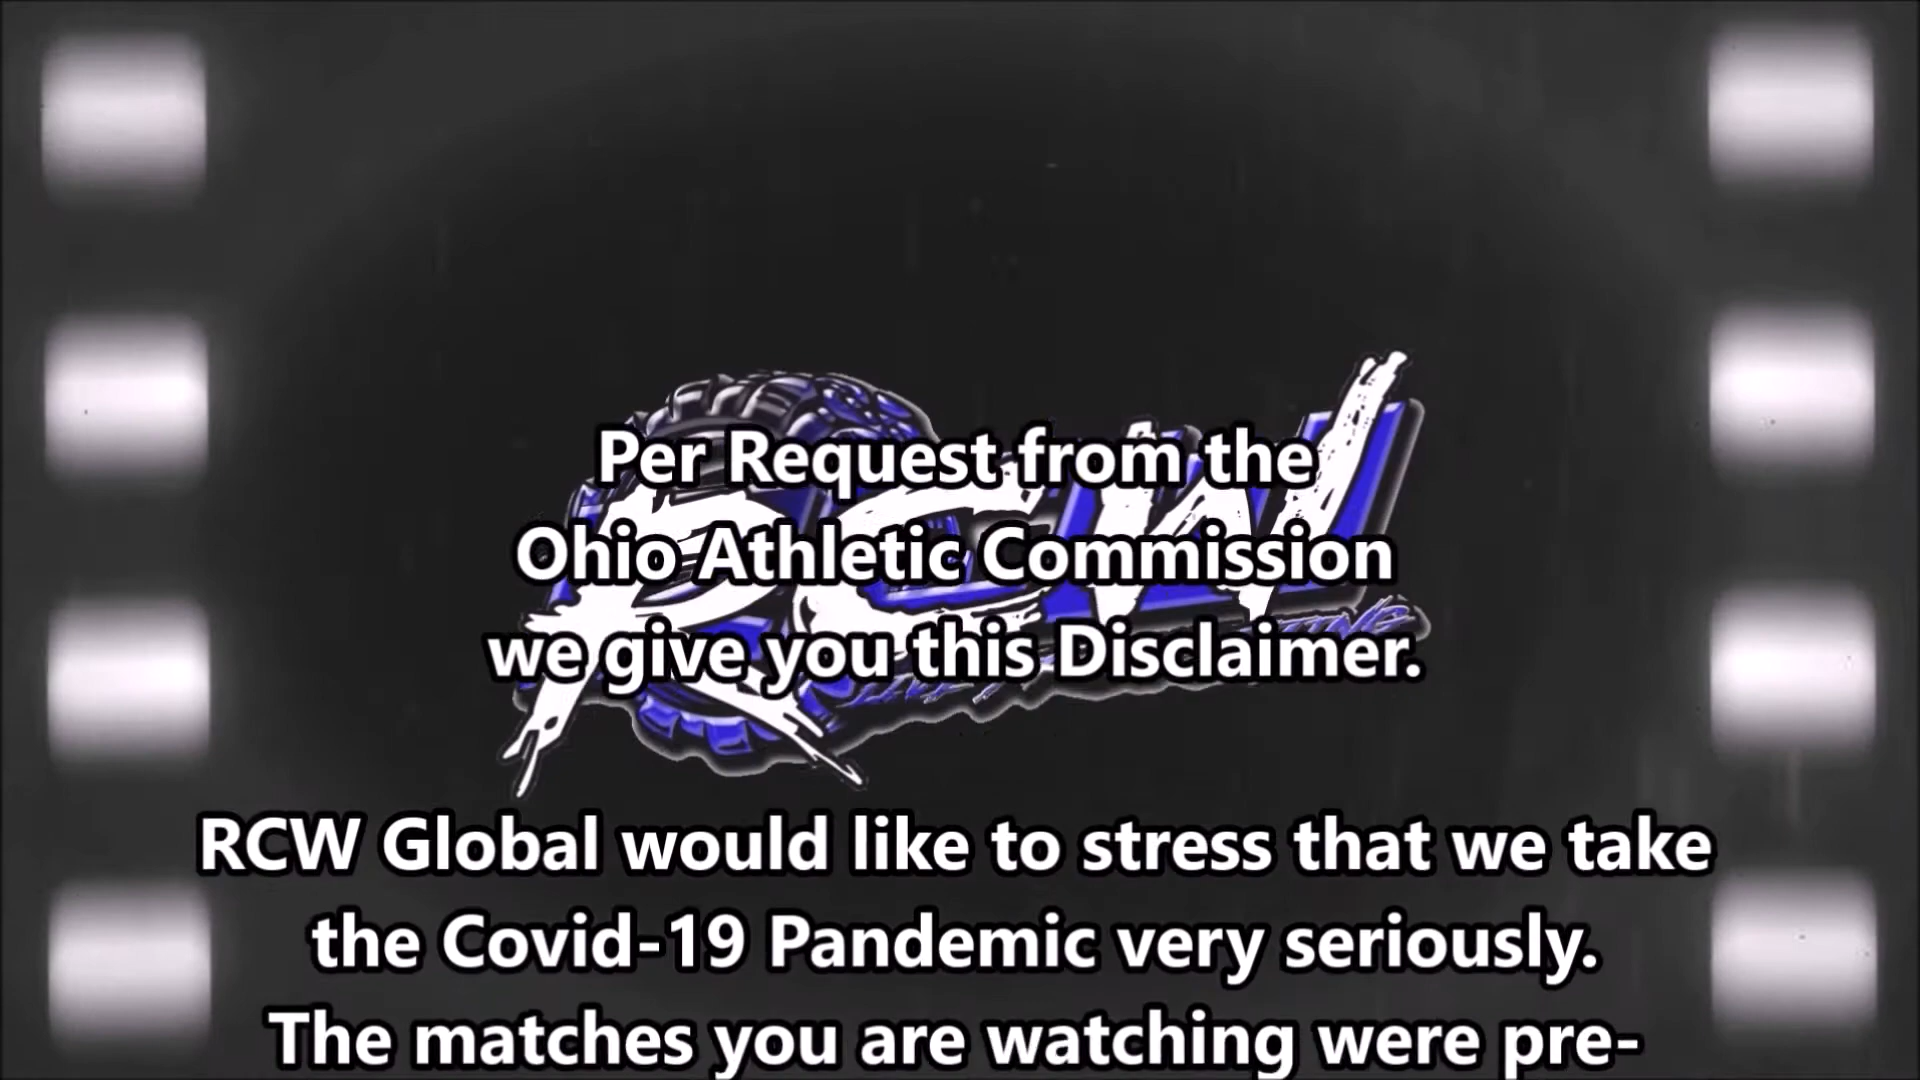 Per Request from the
Ohio Athletic Commission
we give you this Disclaimer.
RCW
RCW Global would like to stress that we take
the Covid-19 Pandemic very seriously.
The matches you are watching were pre-